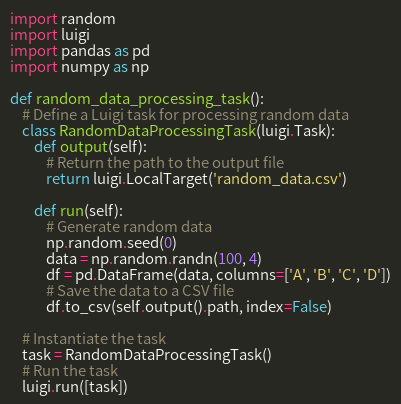 import random
import luigi
import pandas as pd
import numpy as np

def random_data_processing_task():
    # Define a Luigi task for processing random data
    class RandomDataProcessingTask(luigi.Task):
        def output(self):
            # Return the path to the output file
            return luigi.LocalTarget('random_data.csv')

        def run(self):
            # Generate random data
            np.random.seed(0)
            data = np.random.randn(100, 4)
            df = pd.DataFrame(data, columns=['A', 'B', 'C', 'D'])
            # Save the data to a CSV file
            df.to_csv(self.output().path, index=False)

    # Instantiate the task
    task = RandomDataProcessingTask()
    # Run the task
    luigi.run([task])